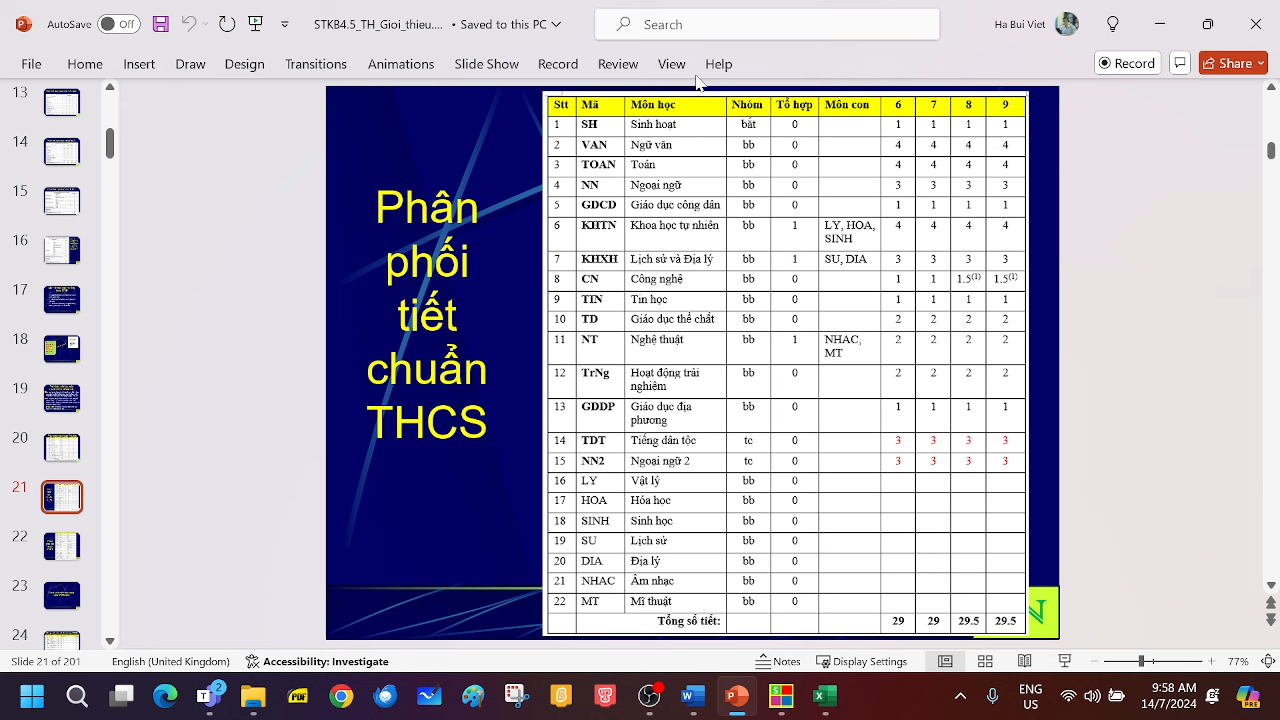 AutoSave Off STKB4.5_TH_Gioi_thieu.... • Saved to this PC Search Ha Bui Viet
File Home Insert Draw Design Transitions Animations Slide Show Record Review View Help Record Share
13
14
15
16
17
18
19
20
21
22
23
24
Phân
phối
tiết
chuẩn
THCS
Stt Mã Môn học Nhóm Tổ hợp Môn con 6 7 8 9
1 SH Sinh hoạt bắt 0 1 1 1 1
2 VAN Ngữ văn bb 0 4 4 4 4
3 TOAN Toán bb 0 4 4 4 4
4 NN Ngoại ngữ bb 0 3 3 3 3
5 GDCD Giáo dục công dân bb 0 1 1 1 1
6 KHTN Khoa học tự nhiên bb 1 LY, HOA, 4 4 4 4
SINH
7 KHXH Lịch sử và Địa lý bb 1 SU, DIA 3 3 3 3
8 CN Công nghệ bb 0 1 1 1.5(1) 1.5(1)
9 TIN Tin học bb 0 1 1 1 1
10 TD Giáo dục thể chất bb 0 2 2 2 2
11 NT Nghệ thuật bb 1 NHAC, 2 2 2 2
MT
12 TrNg Hoạt động trải bb 0 2 2 2 2
nghiêm
13 GDDP Giáo dục địa bb 0 1 1 1 1
phương
14 TDT Tiếng dân tộc tc 0 3 3 3 3
15 NN2 Ngoại ngữ 2 tc 0 3 3 3 3
16 LY Vật lý bb 0
17 HOA Hóa học bb 0
18 SINH Sinh học bb 0
19 SU Lịch sử bb 0
20 DIA Địa lý bb 0
21 NHAC Âm nhạc bb 0
22 MT Mĩ thuật bb 0
Tổng số tiết: 29 29 29.5 29.5
N
Slide 21 of 201 English (United Kingdom) Accessibility: Investigate Notes Display Settings 77%
ENG
US
9:58 AM
14/7/2024